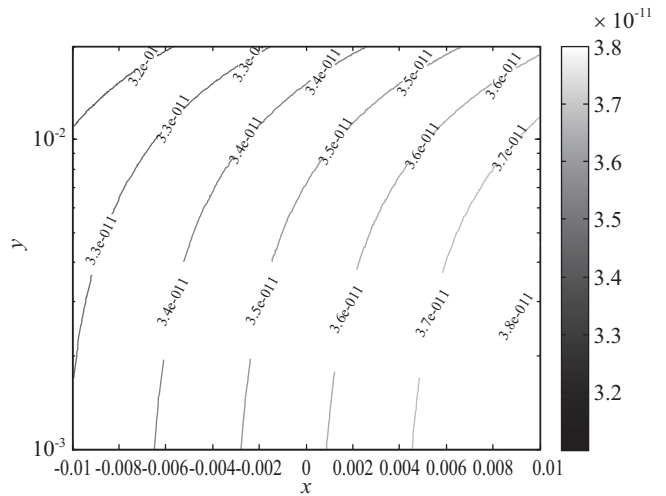 × 10⁻¹¹
3.8
3.7
3.6
3.5
3.4
3.3
3.2
3.2e-01
3.3e-0
3.4e-011
3.5e-011
3.6e-011
3.3e-011
3.4e-011
3.5e-011
3.6e-011
3.7e-011
3.3e-011
3.4e-011
3.5e-011
3.6e-011
3.7e-011
3.8e-011
10⁻²
10⁻³
y
-0.01 -0.008 -0.006 -0.004 -0.002 0 0.002 0.004 0.006 0.008 0.01
x